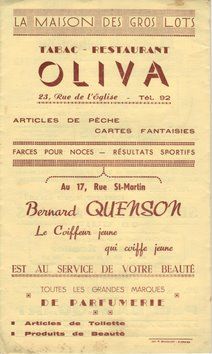 LA MAISON DES GROS LOTS
TABAC - RESTAURANT
OLIVA
23, Rue de l'Église - Tél. 92
ARTICLES DE PÊCHE
CARTES FANTAISIES
FARCES POUR NOCES — RÉSULTATS SPORTIFS
Au 17, Rue St-Martin
Bernard QUENSON
Le Coiffeur jeune
qui coiffe jeune
EST AU SERVICE DE VOTRE BEAUTÉ
TOUTES LES GRANDES MARQUES
DE PARFUMERIE
Articles de Toilette
Produits de Beauté